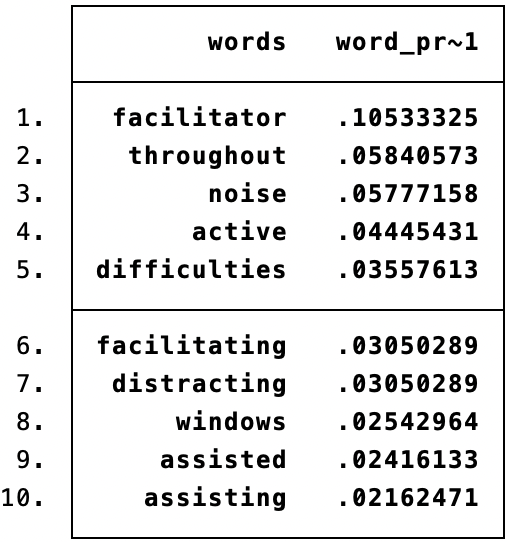 words word_pr~1
1. facilitator .10533325
2. throughout .05840573
3. noise .05777158
4. active .04445431
5. difficulties .03557613
6. facilitating .03050289
7. distracting .03050289
8. windows .02542964
9. assisted .02416133
10. assisting .02162471